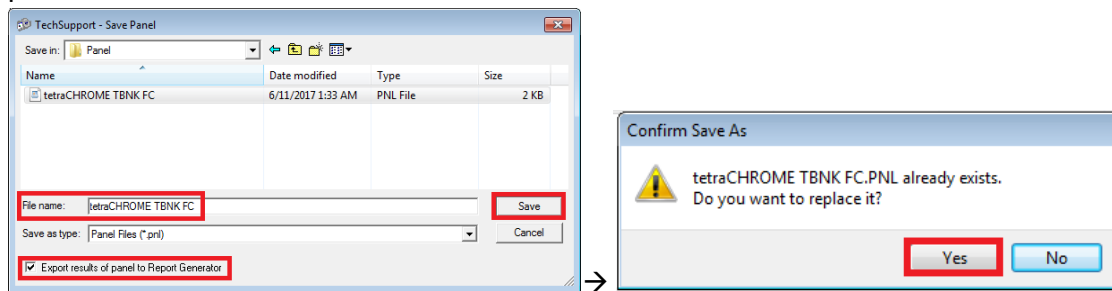 TechSupport - Save Panel
Save in: Panel
Name Date modified Type Size
tetraCHROME TBNK FC 6/11/2017 1:33 AM PNL File 2 KB
File name: tetraCHROME TBNK FC Save
Save as type: Panel Files (*.pnl) Cancel
Export results of panel to Report Generator
→
Confirm Save As
tetraCHROME TBNK FC.PNL already exists.
Do you want to replace it?
Yes No